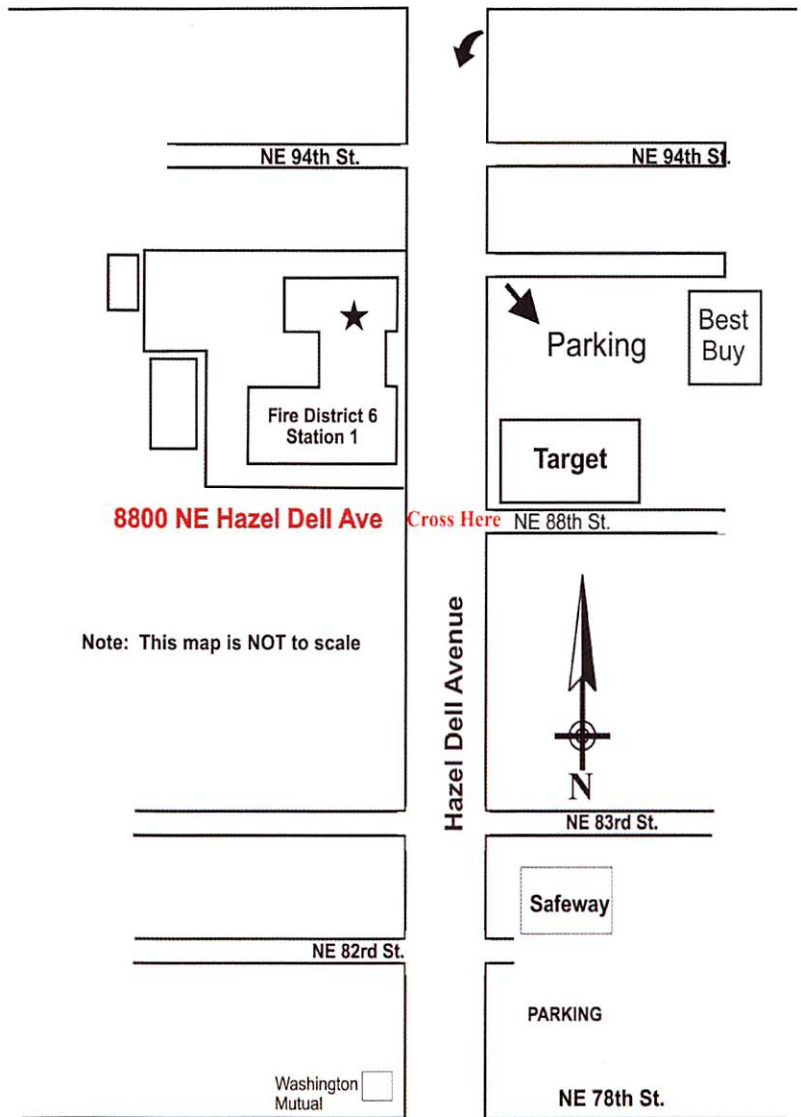 NE 94th St.
NE 94th St.
Best
Buy
Parking
Fire District 6
Station 1
Target
8800 NE Hazel Dell Ave
Cross Here
NE 88th St.
Note: This map is NOT to scale
Hazel Dell Avenue
N
NE 83rd St.
Safeway
NE 82rd St.
PARKING
Washington
Mutual
NE 78th St.